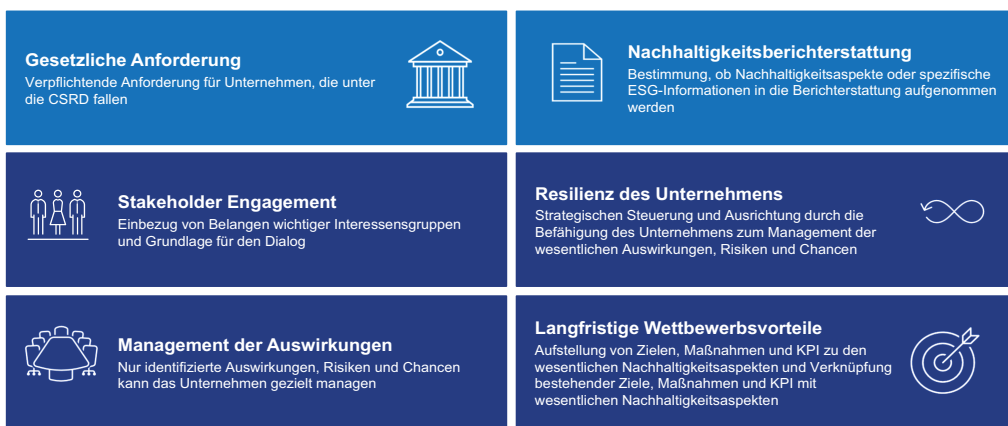 Gesetzliche Anforderung
Verpflichtende Anforderung für Unternehmen, die unter
die CSRD fallen
Nachhaltigkeitsberichterstattung
Bestimmung, ob Nachhaltigkeitsaspekte oder spezifische
ESG-Informationen in die Berichterstattung aufgenommen
werden
Stakeholder Engagement
Einbezug von Belangen wichtiger Interessensgruppen
und Grundlage für den Dialog
Resilienz des Unternehmens
Strategischen Steuerung und Ausrichtung durch die
Befähigung des Unternehmens zum Management der
wesentlichen Auswirkungen, Risiken und Chancen
Management der Auswirkungen
Nur identifizierte Auswirkungen, Risiken und Chancen
kann das Unternehmen gezielt managen
Langfristige Wettbewerbsvorteile
Aufstellung von Zielen, Maßnahmen und KPI zu den
wesentlichen Nachhaltigkeitsaspekten und Verknüpfung
bestehender Ziele, Maßnahmen und KPI mit
wesentlichen Nachhaltigkeitsaspekten